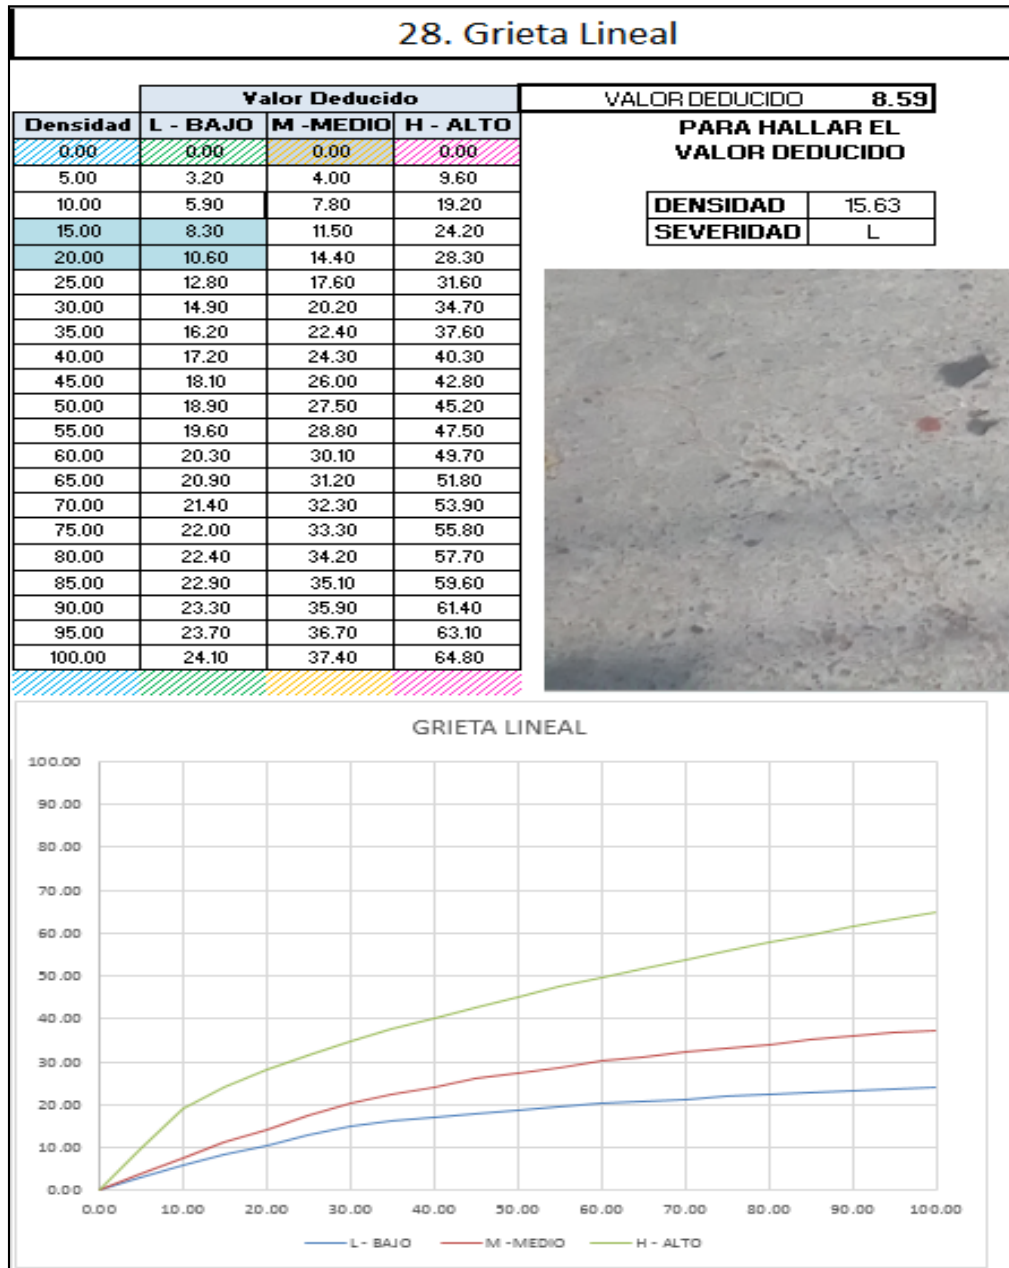 28. Grieta Lineal
Valor Deducido
Densidad L - BAJO M -MEDIO H - ALTO
0.00 0.00 0.00 0.00
5.00 3.20 4.00 9.60
10.00 5.90 7.80 19.20
15.00 8.30 11.50 24.20
20.00 10.60 14.40 28.30
25.00 12.80 17.60 31.60
30.00 14.90 20.20 34.70
35.00 16.20 22.40 37.60
40.00 17.20 24.30 40.30
45.00 18.10 26.00 42.80
50.00 18.90 27.50 45.20
55.00 19.60 28.80 47.50
60.00 20.30 30.10 49.70
65.00 20.90 31.20 51.80
70.00 21.40 32.30 53.90
75.00 22.00 33.30 55.80
80.00 22.40 34.20 57.70
85.00 22.90 35.10 59.60
90.00 23.30 35.90 61.40
95.00 23.70 36.70 63.10
100.00 24.10 37.40 64.80
VALOR DEDUCIDO 8.59
PARA HALLAR EL
VALOR DEDUCIDO
DENSIDAD 15.63
SEVERIDAD L
GRIETA LINEAL
100.00
90.00
80.00
70.00
60.00
50.00
40.00
30.00
20.00
10.00
0.00
0.00 10.00 20.00 30.00 40.00 50.00 60.00 70.00 80.00 90.00 100.00
L - BAJO M -MEDIO H - ALTO